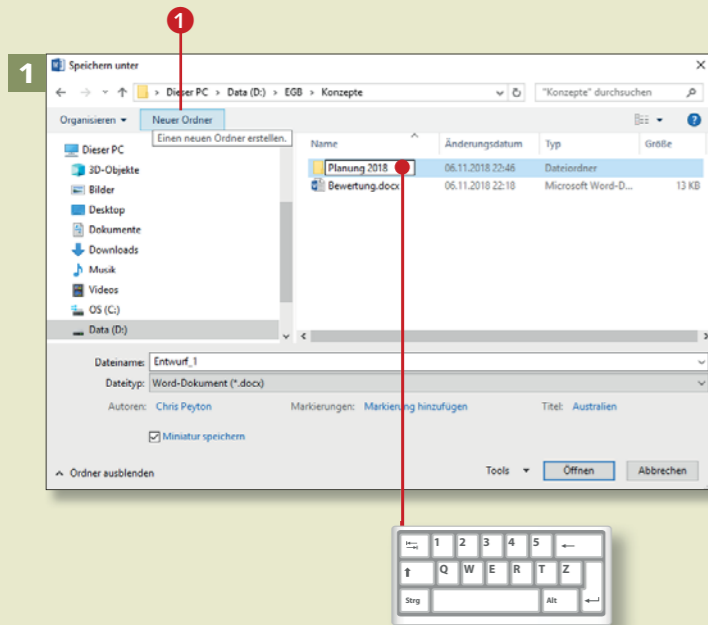 1
1
Speichern unter
Dieser PC > Data (D:) > EGB > Konzepte
"Konzepte" durchsuchen
Organisieren
Neuer Ordner
Einen neuen Ordner erstellen.
Name
Änderungsdatum
Typ
Größe
Dieser PC
3D-Objekte
Bilder
Desktop
Dokumente
Downloads
Musik
Videos
OS (C:)
Data (D:)
Planung 2018
06.11.2018 22:46
Dateiordner
Bewertung.docx
06.11.2018 22:18
Microsoft Word-D...
13 KB
Dateiname: Entwurf_1
Dateityp: Word-Dokument (*.docx)
Autoren: Chris Peyton
Markierungen: Markierung hinzufügen
Titel: Australien
Miniatur speichern
Ordner ausblenden
Tools
Öffnen
Abbrechen
1 2 3 4 5
Q W E R T Z
Strg
Alt